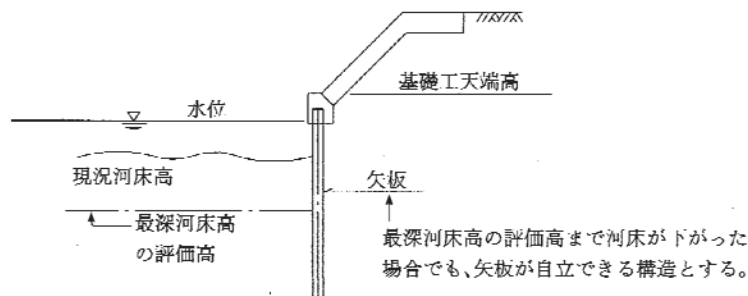 基礎工天端高
水位
現況河床高
矢板
最深河床高
の評価高
最深河床高の評価高まで河床が下がった
場合でも、矢板が自立できる構造とする。